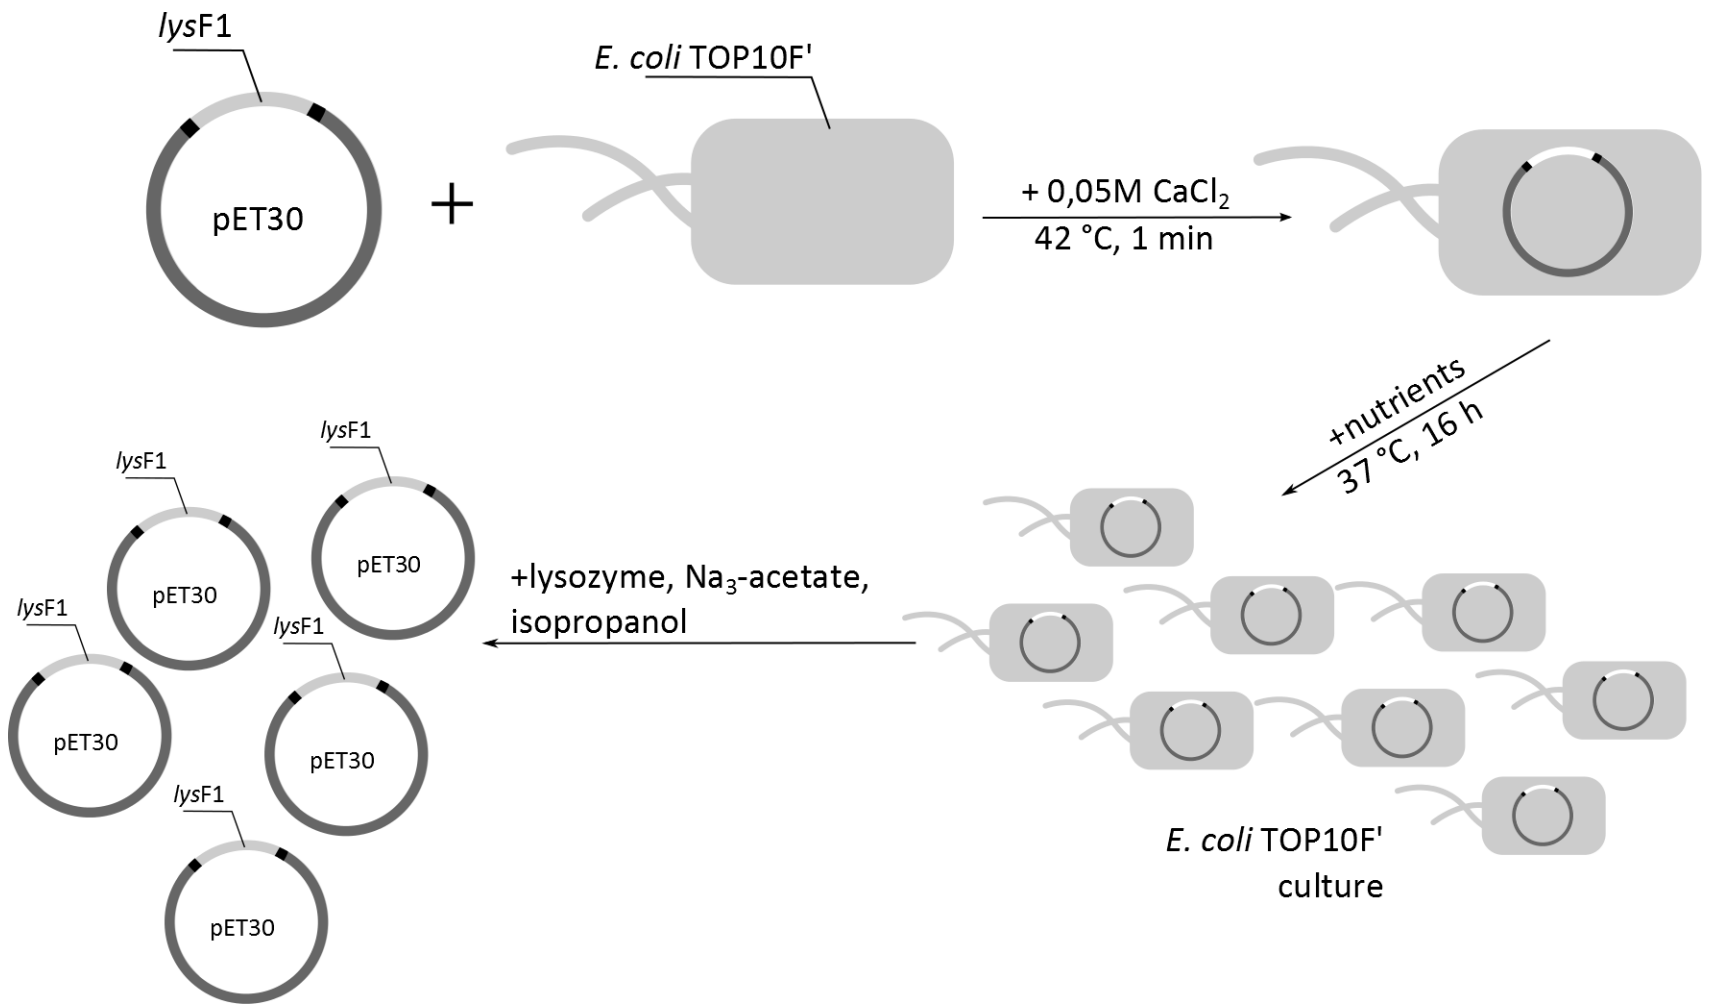 lysF1
pET30
+
E. coli TOP10F'
+ 0,05M CaCl₂
42 °C, 1 min
+nutrients
37 °C, 16 h
E. coli TOP10F'
culture
+lysozyme, Na₃-acetate,
isopropanol
lysF1
pET30
lysF1
pET30
lysF1
pET30
lysF1
pET30
lysF1
pET30